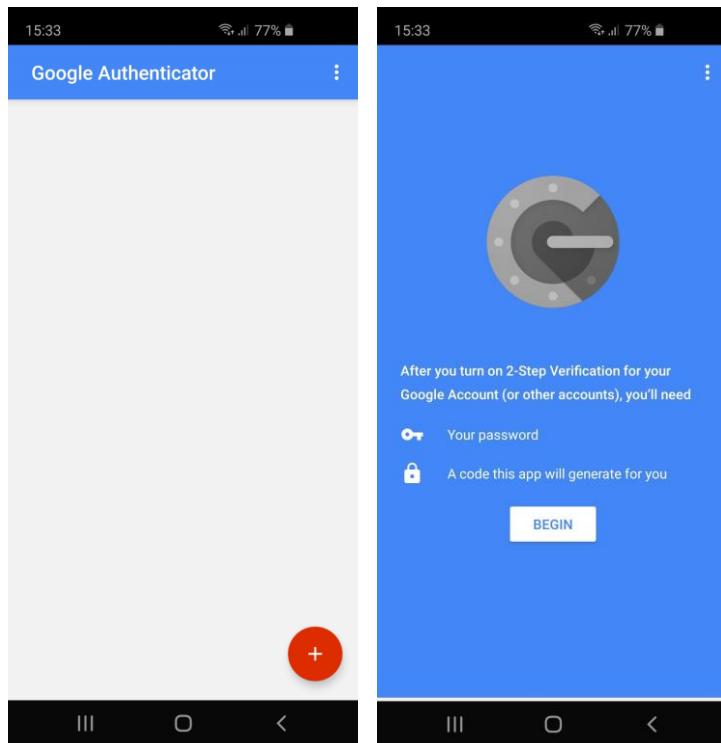 15:33
77%
Google Authenticator
15:33
77%
After you turn on 2-Step Verification for your
Google Account (or other accounts), you'll need
Your password
A code this app will generate for you
BEGIN